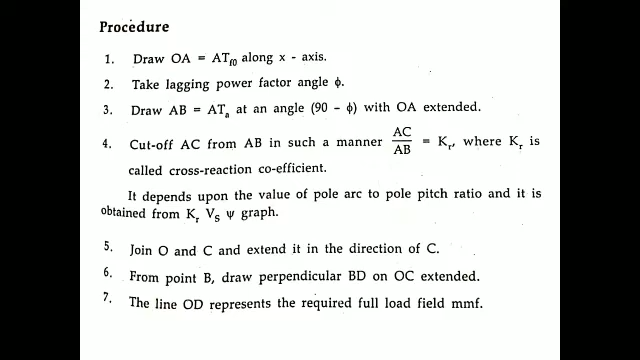 Procedure
1. Draw OA = AT_f0 along x - axis.
2. Take lagging power factor angle ϕ.
3. Draw AB = AT_a at an angle (90 − ϕ) with OA extended.
4. Cut-off AC from AB in such a manner AC/AB = K_r, where K_r is
called cross-reaction co-efficient.
It depends upon the value of pole arc to pole pitch ratio and it is
obtained from K_r V_S ψ graph.
5. Join O and C and extend it in the direction of C.
6. From point B, draw perpendicular BD on OC extended.
7. The line OD represents the required full load field mmf.